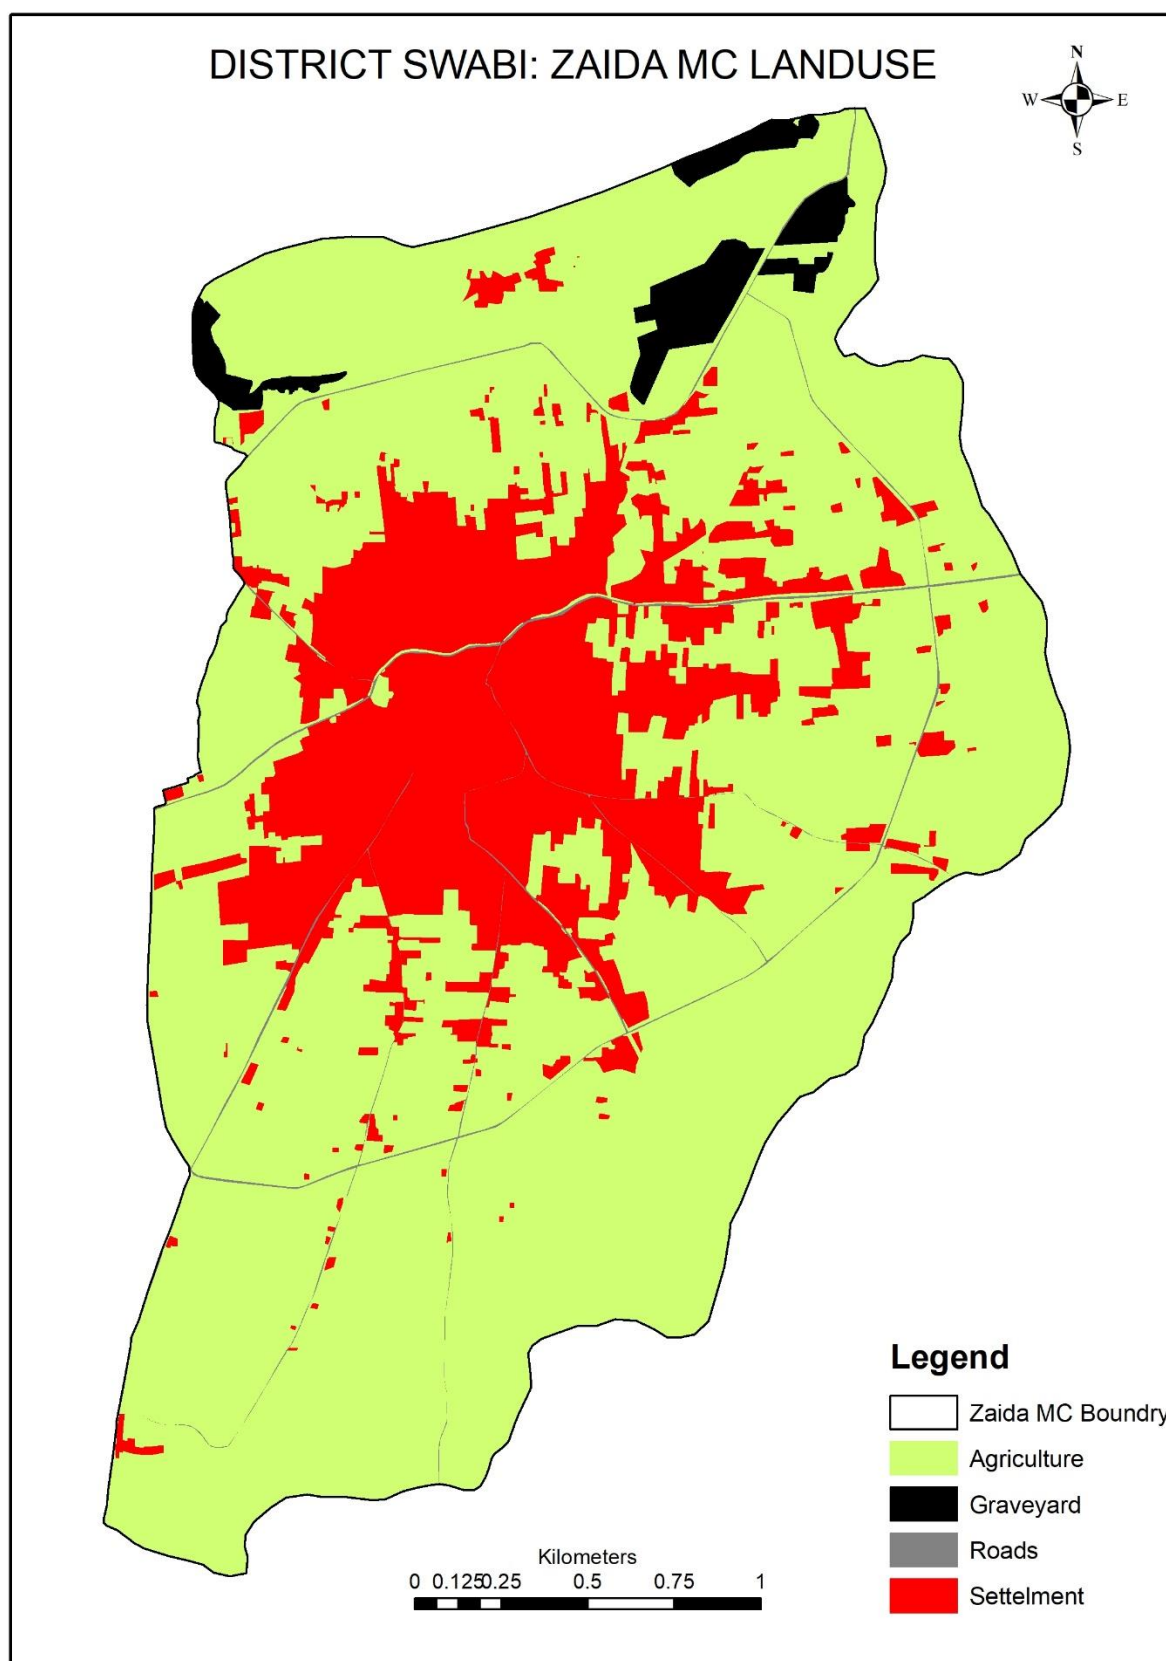 DISTRICT SWABI: ZAIDA MC LANDUSE
N
W E
S
Legend
Zaida MC Boundry
Agriculture
Graveyard
Roads
Settelment
Kilometers
0 0.125 0.25 0.5 0.75 1